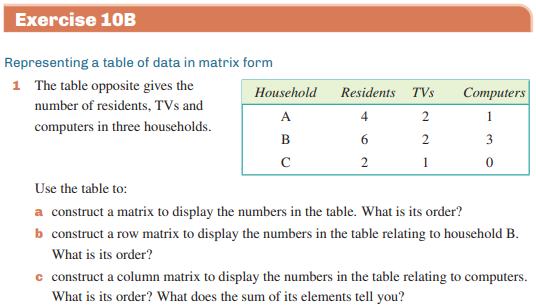 Exercise 10B
Representing a table of data in matrix form
1 The table opposite gives the
number of residents, TVs and
computers in three households.
Household Residents TVs Computers
A 4 2 1
B 6 2 3
C 2 1 0
Use the table to:
a construct a matrix to display the numbers in the table. What is its order?
b construct a row matrix to display the numbers in the table relating to household B.
What is its order?
c construct a column matrix to display the numbers in the table relating to computers.
What is its order? What does the sum of its elements tell you?